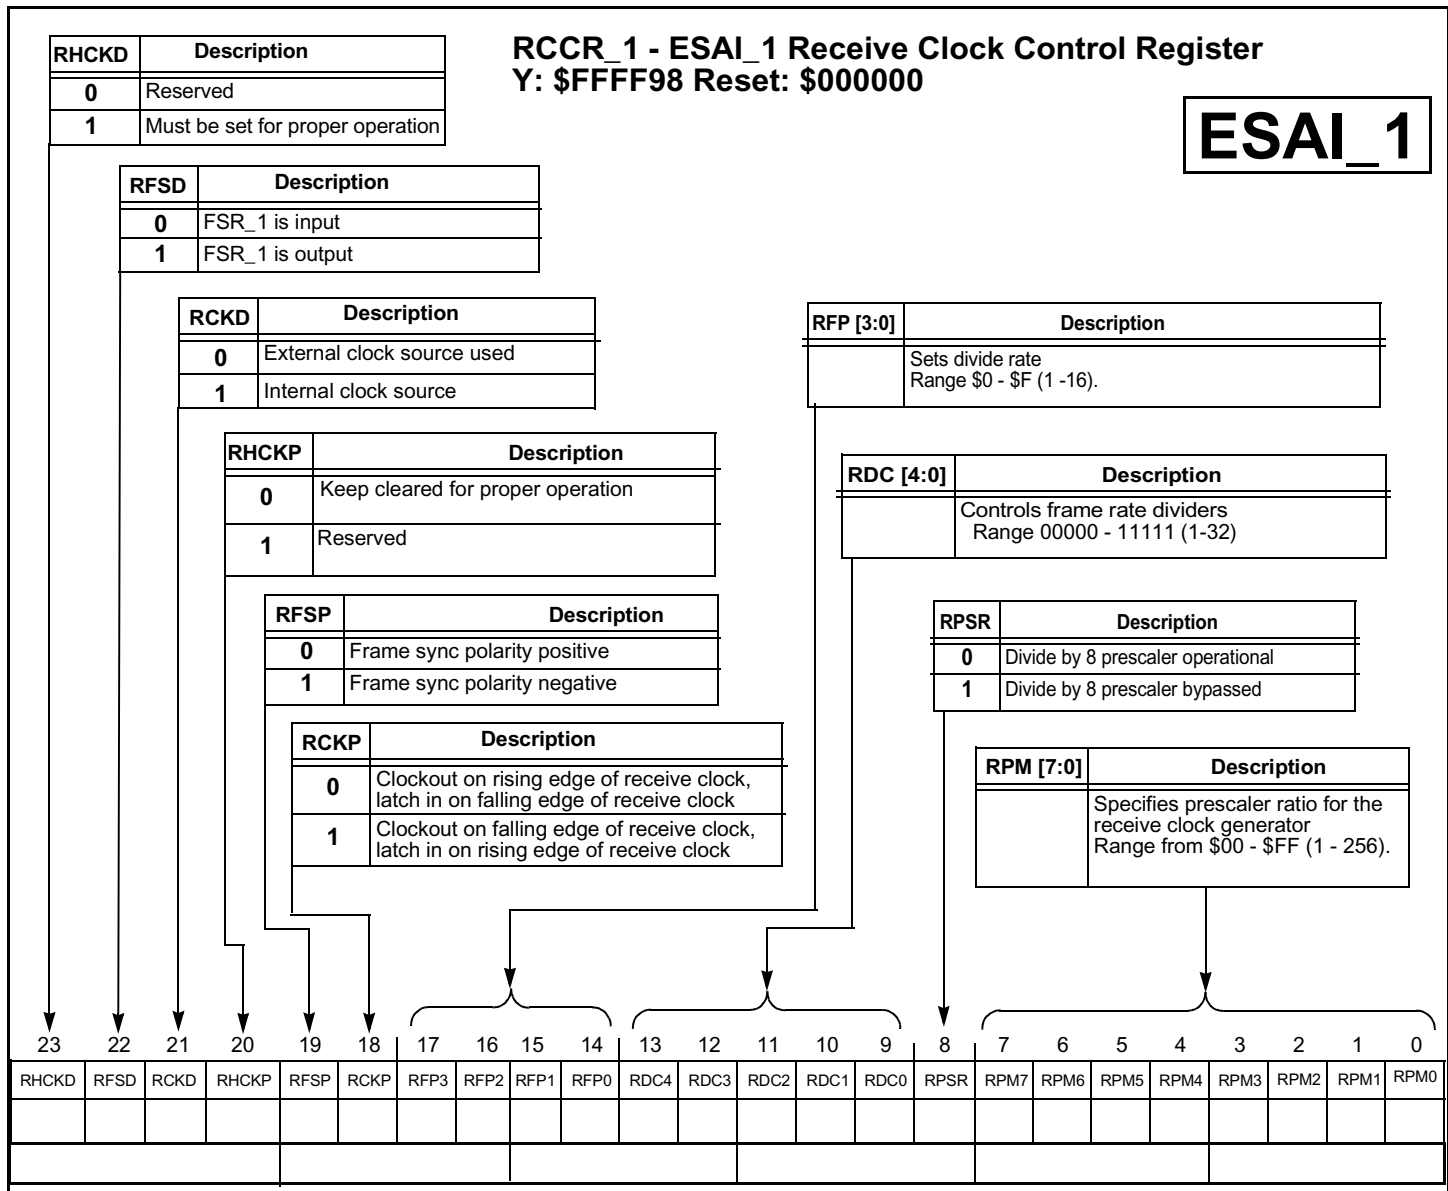 RCCR_1 - ESAI_1 Receive Clock Control Register
Y: $FFFF98 Reset: $000000
ESAI_1
RHCKD Description
0 Reserved
1 Must be set for proper operation
RFSD Description
0 FSR_1 is input
1 FSR_1 is output
RCKD Description
0 External clock source used
1 Internal clock source
RHCKP Description
0 Keep cleared for proper operation
1 Reserved
RFSP Description
0 Frame sync polarity positive
1 Frame sync polarity negative
RCKP Description
0 Clockout on rising edge of receive clock,
latch in on falling edge of receive clock
1 Clockout on falling edge of receive clock,
latch in on rising edge of receive clock
RFP [3:0] Description
Sets divide rate
Range $0 - $F (1 -16).
RDC [4:0] Description
Controls frame rate dividers
Range 00000 - 11111 (1-32)
RPSR Description
0 Divide by 8 prescaler operational
1 Divide by 8 prescaler bypassed
RPM [7:0] Description
Specifies prescaler ratio for the
receive clock generator
Range from $00 - $FF (1 - 256).
23 22 21 20 19 18 17 16 15 14 13 12 11 10 9 8 7 6 5 4 3 2 1 0
RHCKD RFSD RCKD RHCKP RFSP RCKP RFP3 RFP2 RFP1 RFP0 RDC4 RDC3 RDC2 RDC1 RDC0 RPSR RPM7 RPM6 RPM5 RPM4 RPM3 RPM2 RPM1 RPM0